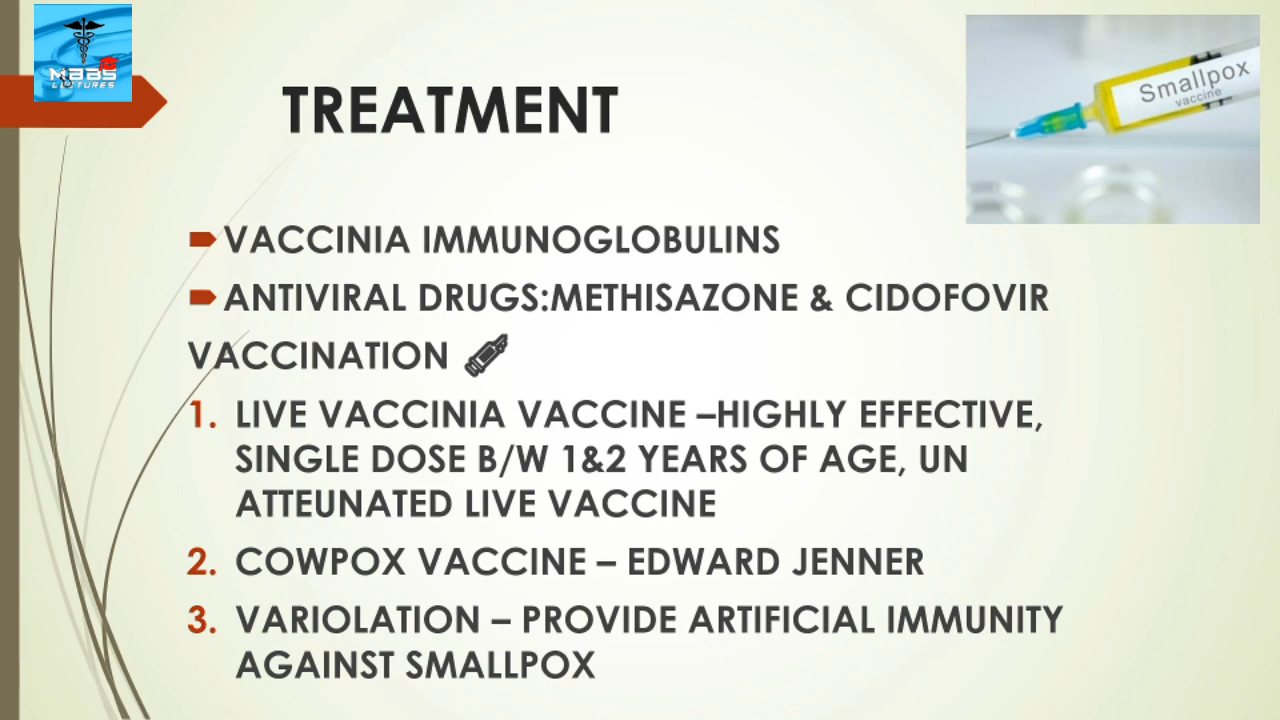 MBBS
LECTURES
TREATMENT
Smallpox
vaccine
VACCINIA IMMUNOGLOBULINS
ANTIVIRAL DRUGS:METHISAZONE & CIDOFOVIR
VACCINATION
1. LIVE VACCINIA VACCINE –HIGHLY EFFECTIVE,
SINGLE DOSE B/W 1&2 YEARS OF AGE, UN
ATTEUNATED LIVE VACCINE
2. COWPOX VACCINE – EDWARD JENNER
3. VARIOLATION – PROVIDE ARTIFICIAL IMMUNITY
AGAINST SMALLPOX